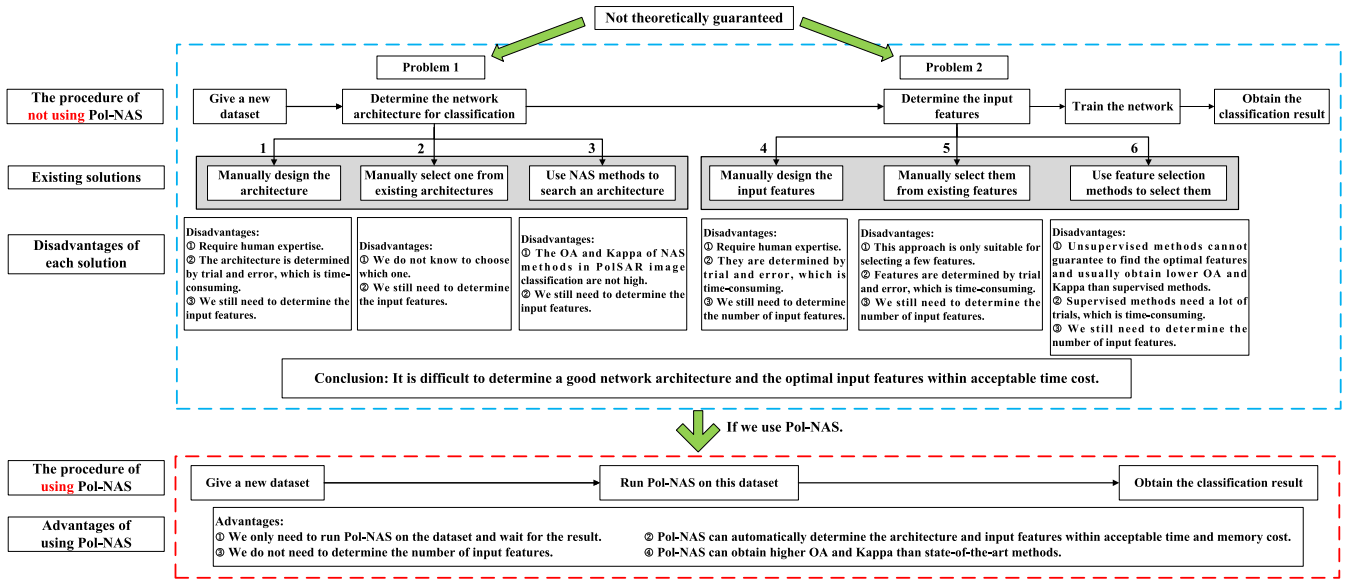 Not theoretically guaranteed
Problem 1
Problem 2
The procedure of
not using Pol-NAS
Give a new
dataset
Determine the network
architecture for classification
Determine the input
features
Train the network
Obtain the
classification result
1
2
3
4
5
6
Existing solutions
Manually design the
architecture
Manually select one from
existing architectures
Use NAS methods to
search an architecture
Manually design the
input features
Manually select them
from existing features
Use feature selection
methods to select them
Disadvantages of
each solution
Disadvantages:
① Require human expertise.
② The architecture is determined
by trial and error, which is time-
consuming.
③ We still need to determine the
input features.
Disadvantages:
① We do not know to choose
which one.
② We still need to determine
the input features.
Disadvantages:
① The OA and Kappa of NAS
methods in PolSAR image
classification are not high.
② We still need to determine the
input features.
Disadvantages:
① Require human expertise.
② They are determined by
trial and error, which is
time-consuming.
③ We still need to determine
the number of input features.
Disadvantages:
① This approach is only suitable for
selecting a few features.
② Features are determined by trial
and error, which is time-consuming.
③ We still need to determine the
number of input features.
Disadvantages:
① Unsupervised methods cannot
guarantee to find the optimal features
and usually obtain lower OA and
Kappa than supervised methods.
② Supervised methods need a lot of
trials, which is time-consuming.
③ We still need to determine the
number of input features.
Conclusion: It is difficult to determine a good network architecture and the optimal input features within acceptable time cost.
If we use Pol-NAS.
The procedure of
using Pol-NAS
Give a new dataset
Run Pol-NAS on this dataset
Obtain the classification result
Advantages of
using Pol-NAS
Advantages:
① We only need to run Pol-NAS on the dataset and wait for the result.
② Pol-NAS can automatically determine the architecture and input features within acceptable time and memory cost.
③ We do not need to determine the number of input features.
④ Pol-NAS can obtain higher OA and Kappa than state-of-the-art methods.